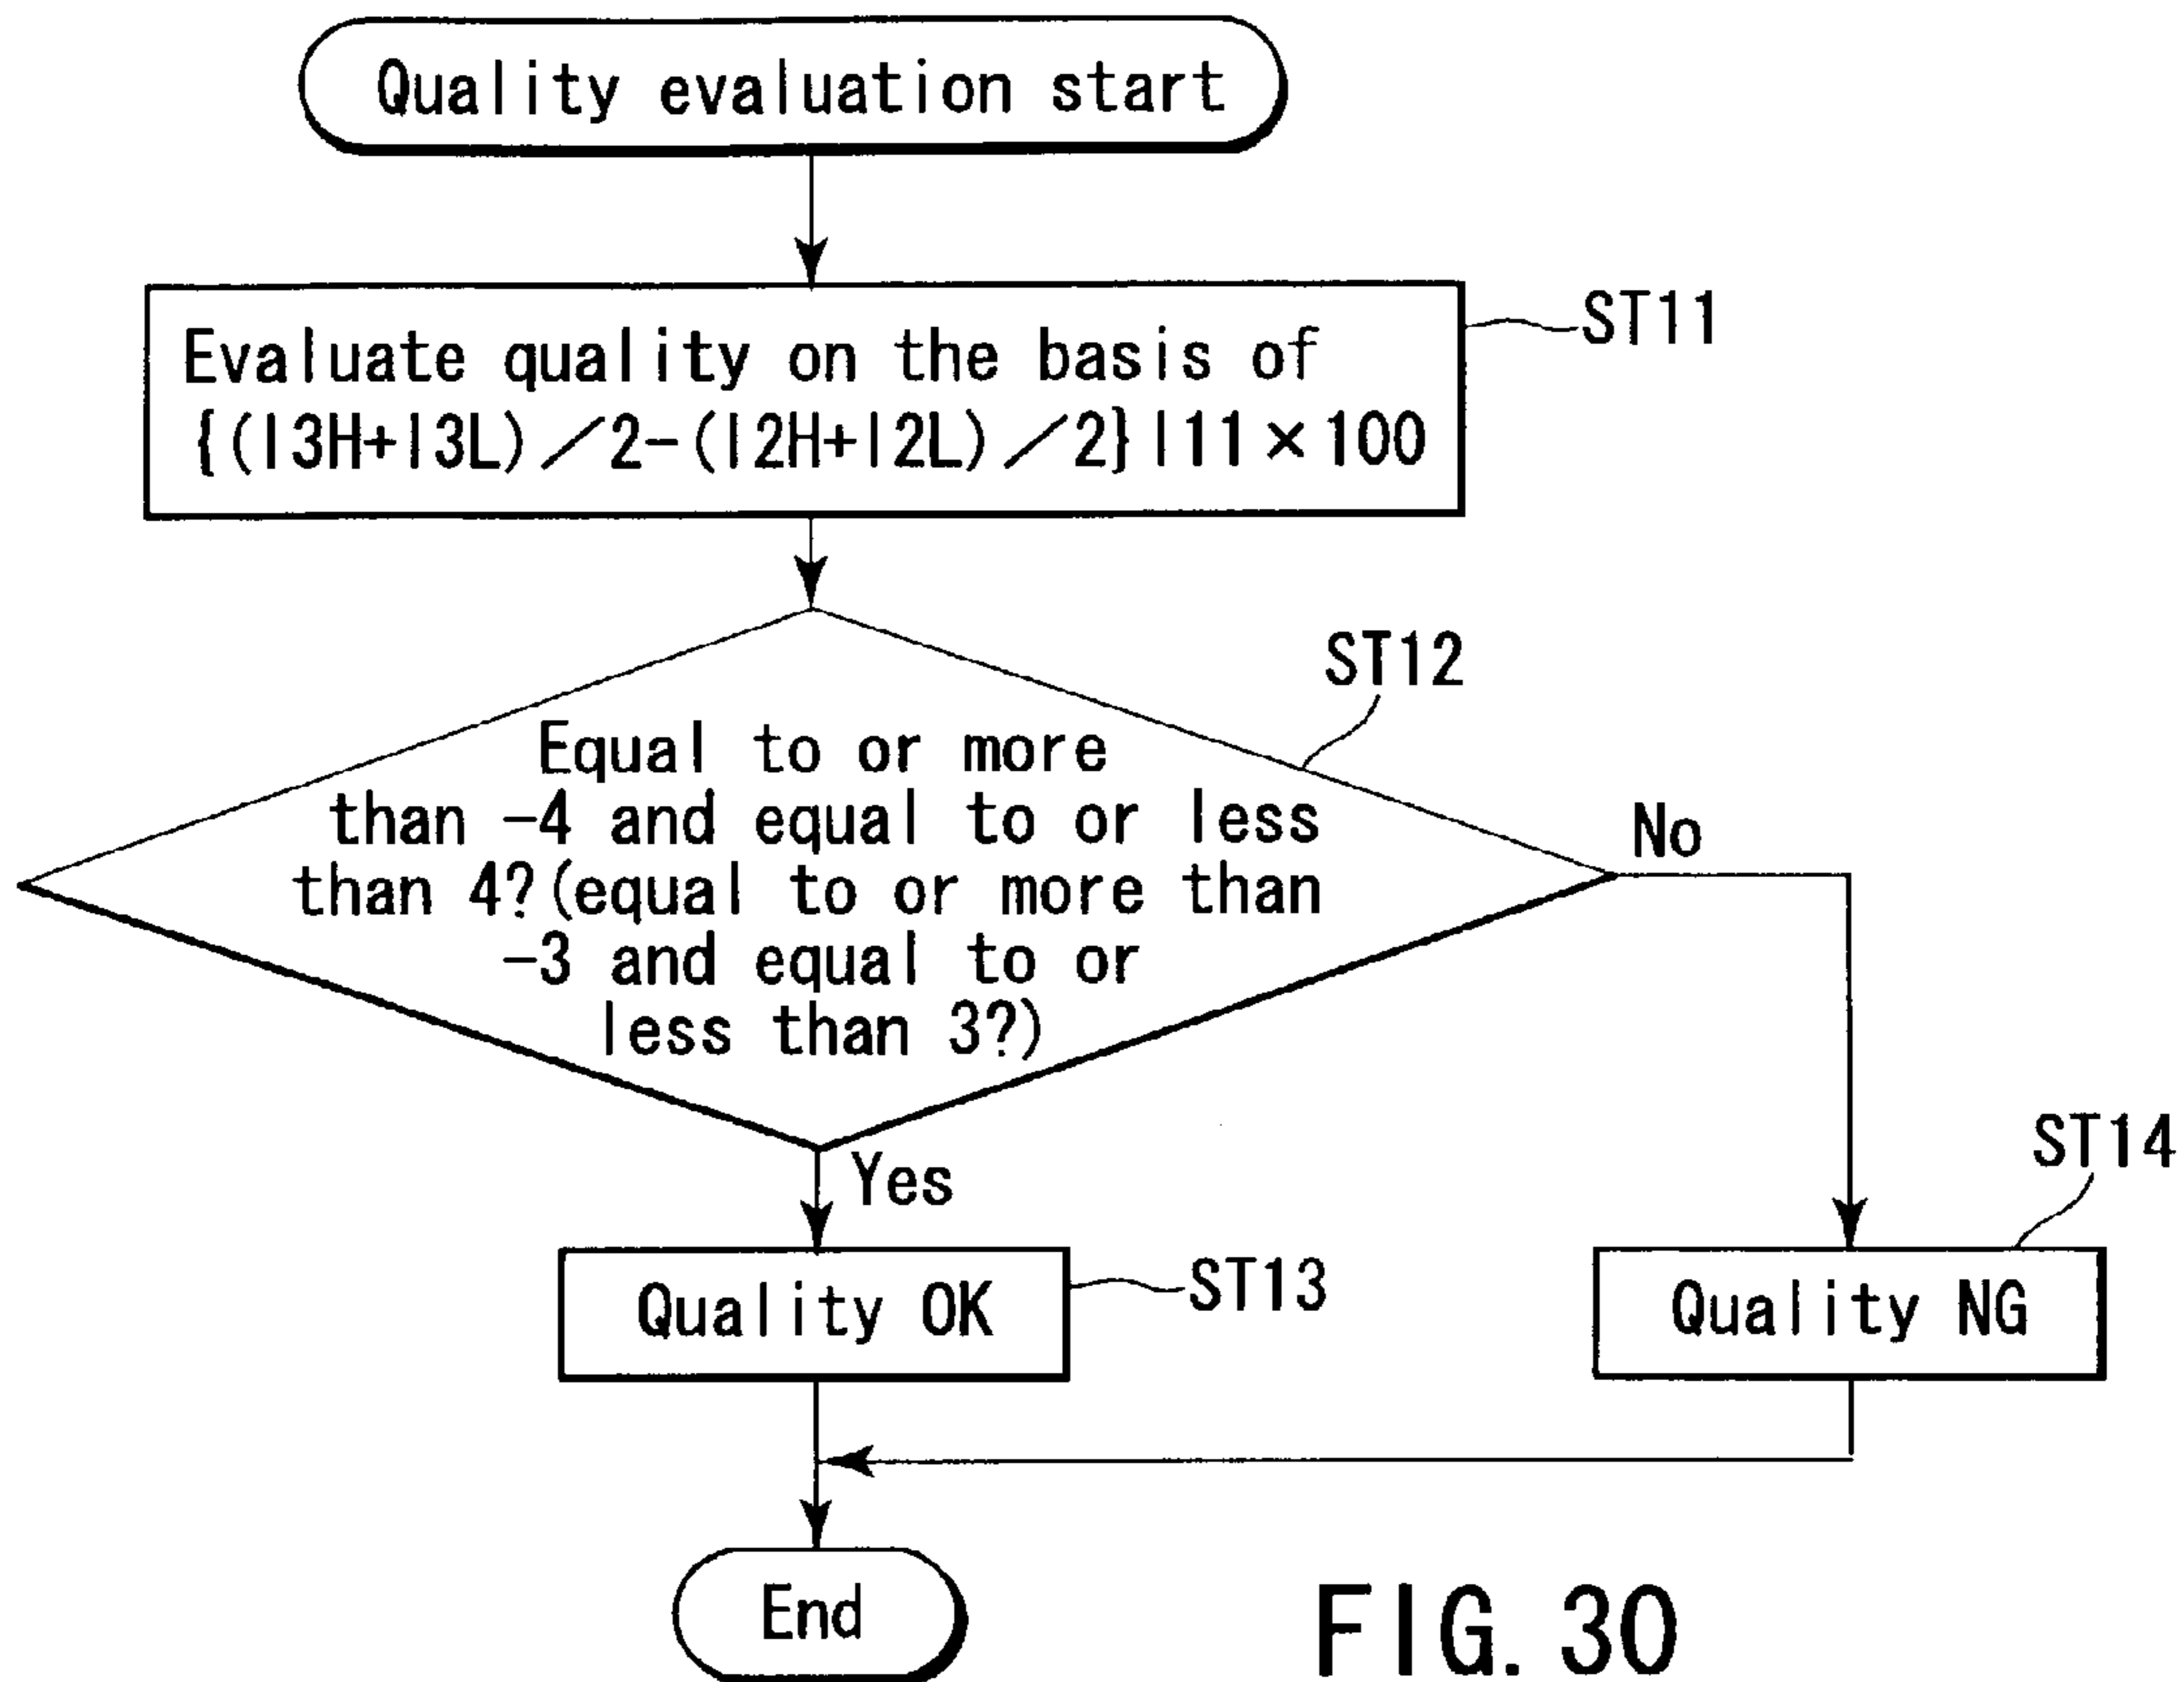 Quality evaluation start
Evaluate quality on the basis of
{(I3H+I3L)/2-(I2H+I2L)/2}I11×100
ST11
ST12
Equal to or more
than -4 and equal to or less
than 4?(equal to or more than
-3 and equal to or
less than 3?)
No
Yes
ST14
Quality OK
ST13
Quality NG
End
FIG. 30